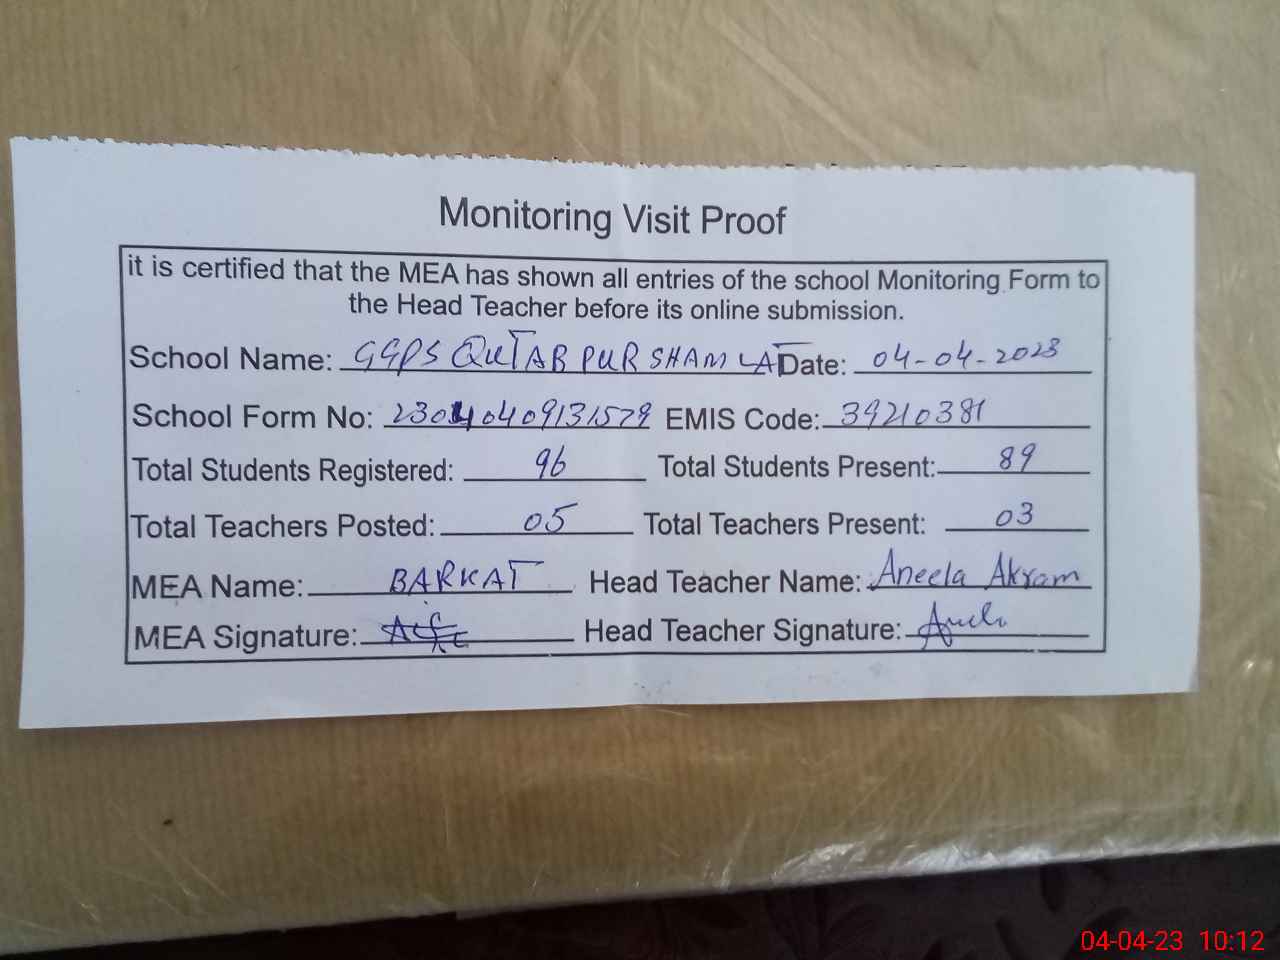 Monitoring Visit Proof
it is certified that the MEA has shown all entries of the school Monitoring Form to
the Head Teacher before its online submission.
School Name: GGPS QUTAB PUR SHAMLAT Date: 04-04-2023
School Form No: 23040409131579 EMIS Code: 39210381
Total Students Registered: 96 Total Students Present: 89
Total Teachers Posted: 05 Total Teachers Present: 03
MEA Name: BARKAT Head Teacher Name: Aneela Akram
MEA Signature: Head Teacher Signature:
04-04-23 10:12